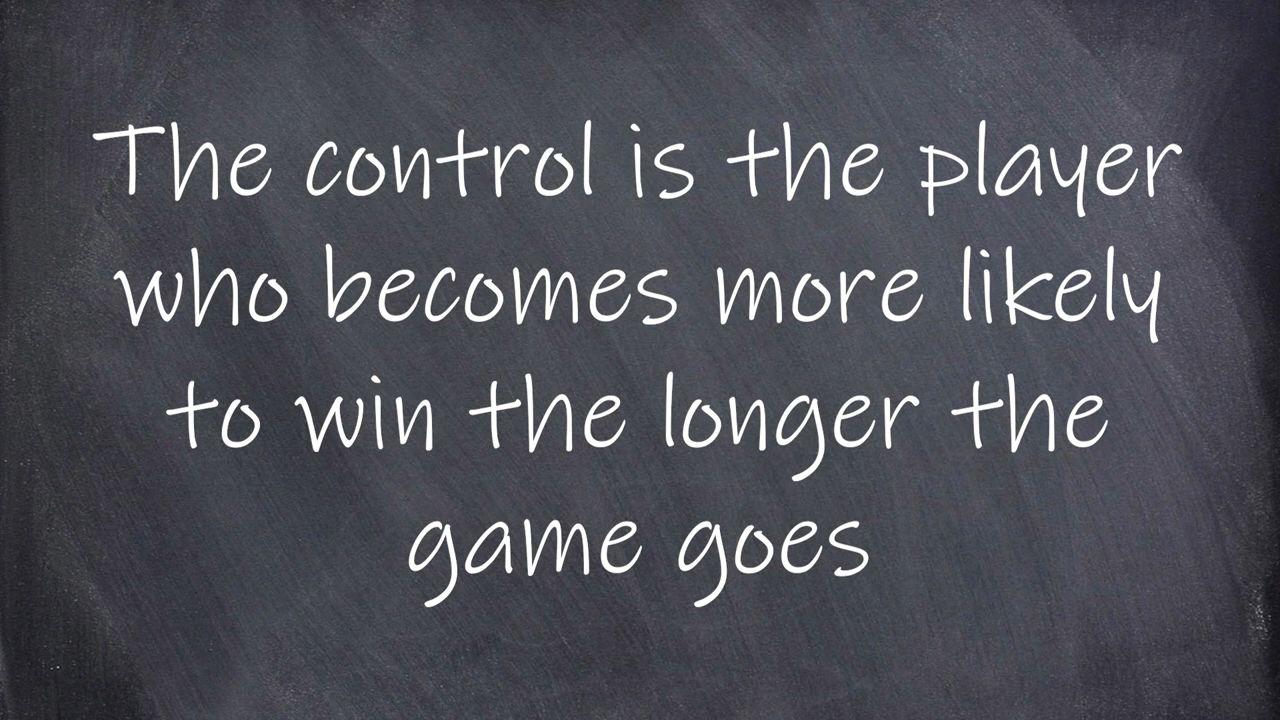 The control is the player
who becomes more likely
to win the longer the
game goes